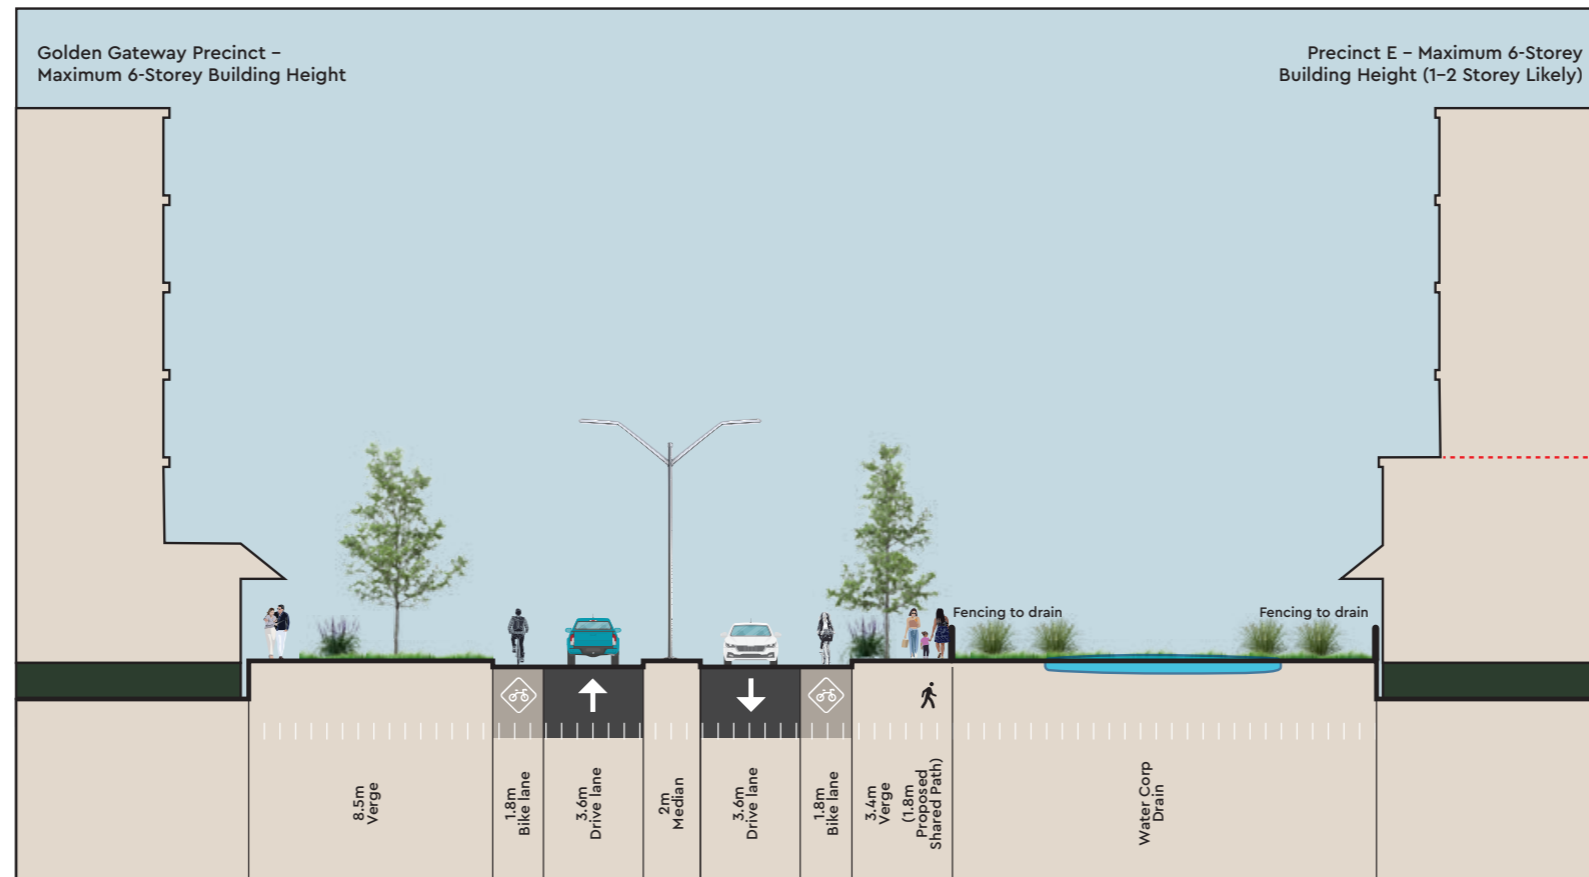 Golden Gateway Precinct –
Maximum 6-Storey Building Height
Precinct E – Maximum 6-Storey
Building Height (1–2 Storey Likely)
Fencing to drain
Fencing to drain
8.5m
Verge
1.8m
Bike lane
3.6m
Drive lane
2m
Median
3.6m
Drive lane
1.8m
Bike lane
3.4m
Verge
(1.8m
Proposed
Shared Path)
Water Corp
Drain